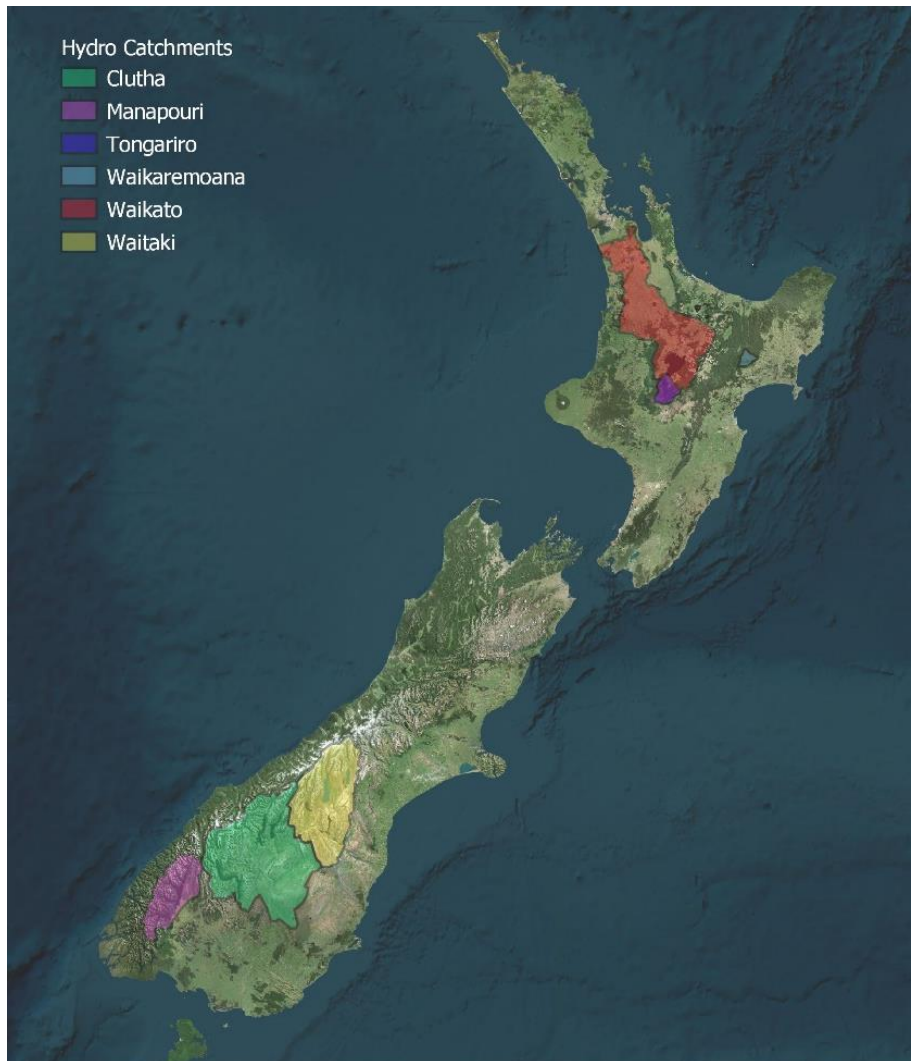 Hydro Catchments
Clutha
Manapouri
Tongariro
Waikaremoana
Waikato
Waitaki